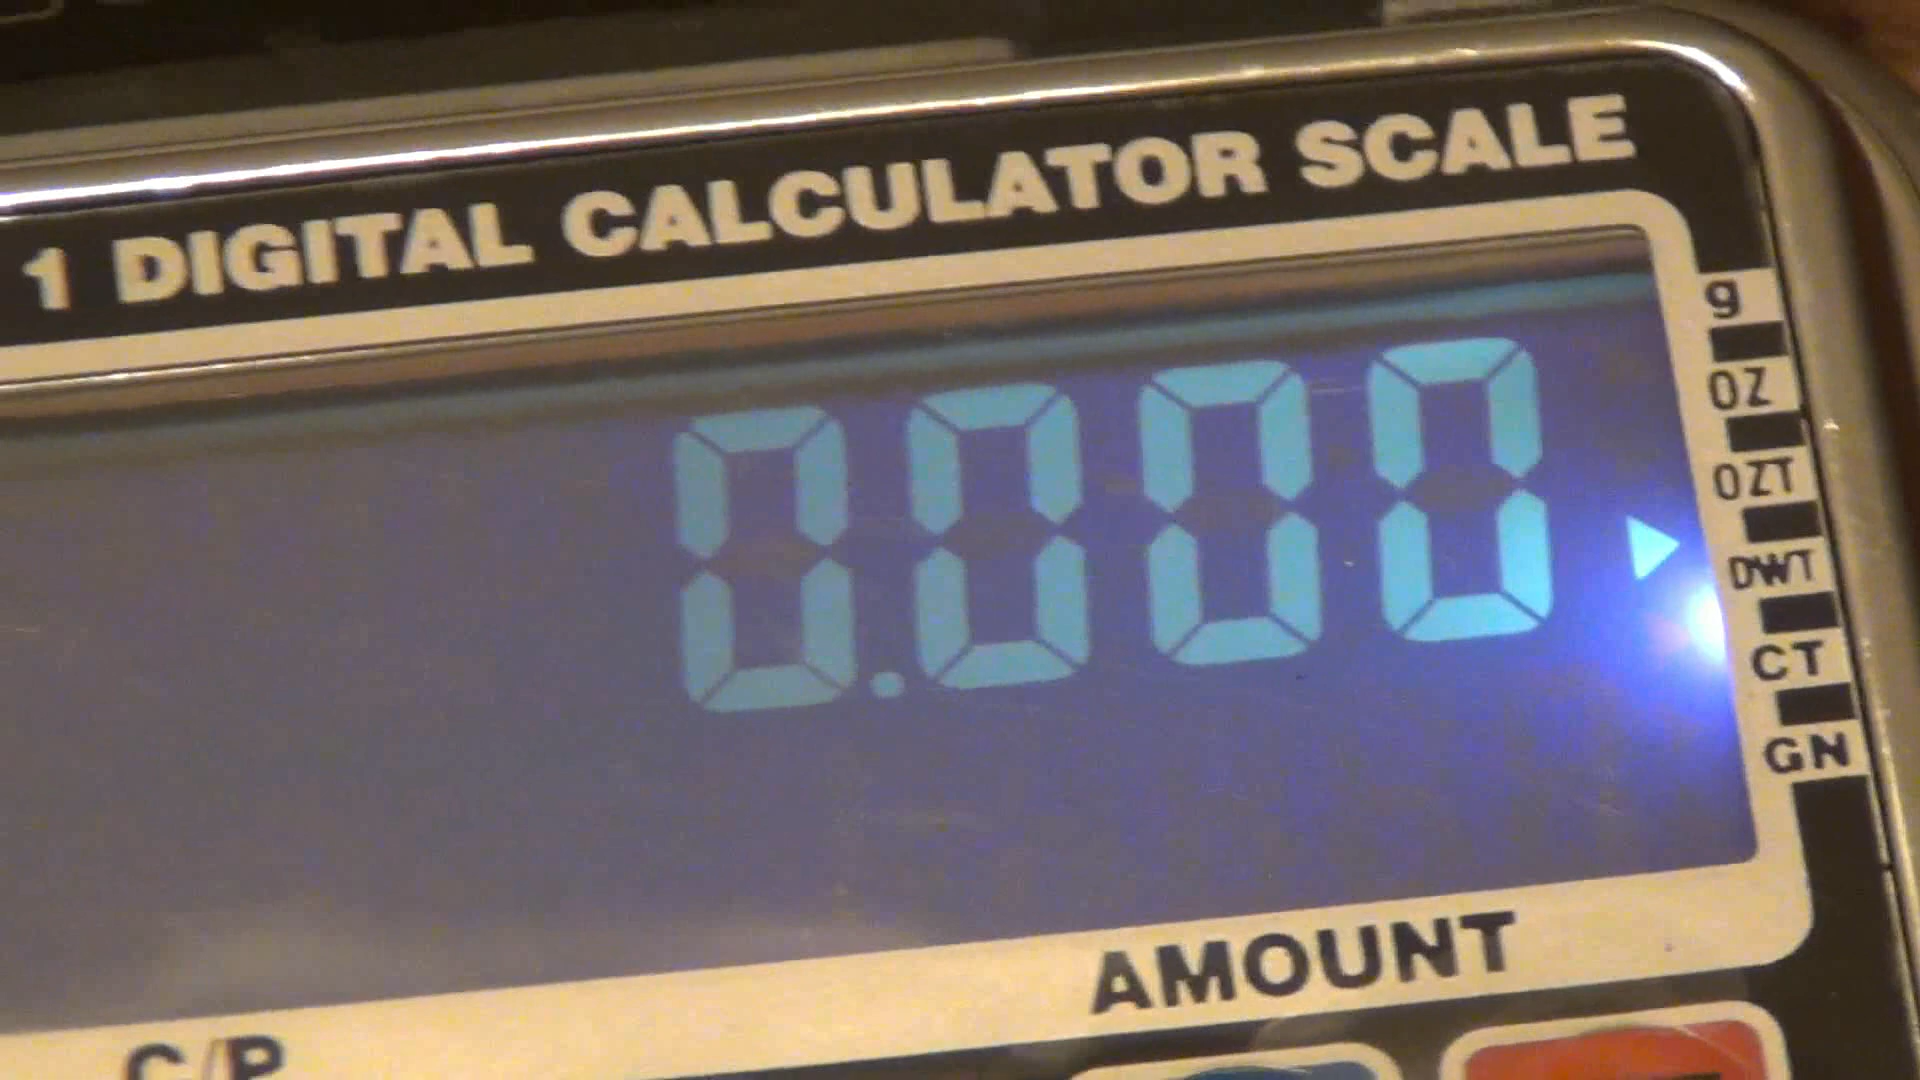 1 DIGITAL CALCULATOR SCALE
0.000
g
OZ
OZT
DWT
CT
GN
AMOUNT
C/P